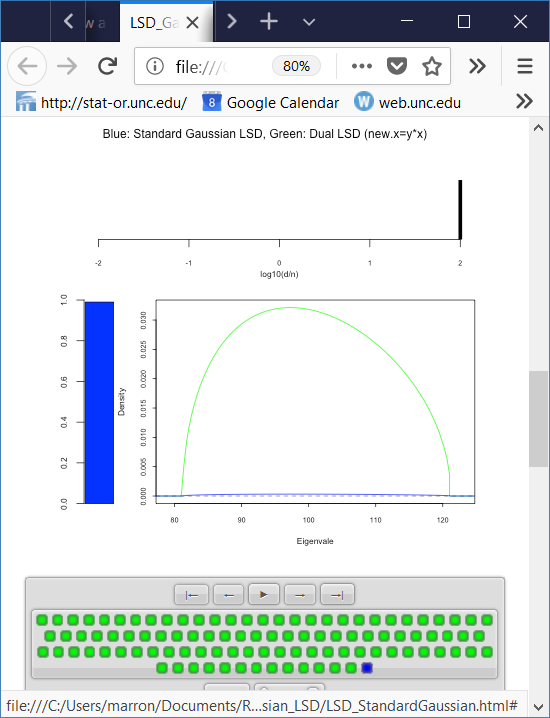 LSD_Ga
file:///
80%
http://stat-or.unc.edu/
8
Google Calendar
W
web.unc.edu
Blue: Standard Gaussian LSD, Green: Dual LSD (new.x=y*x)
-2 -1 0 1 2
log10(d/n)
1.0
0.8
0.6
0.4
0.2
0.0
Density
0.030
0.025
0.020
0.015
0.010
0.005
0.000
80 90 100 110 120
Eigenvale
file:///C:/Users/marron/Documents/R...sian_LSD/LSD_StandardGaussian.html#